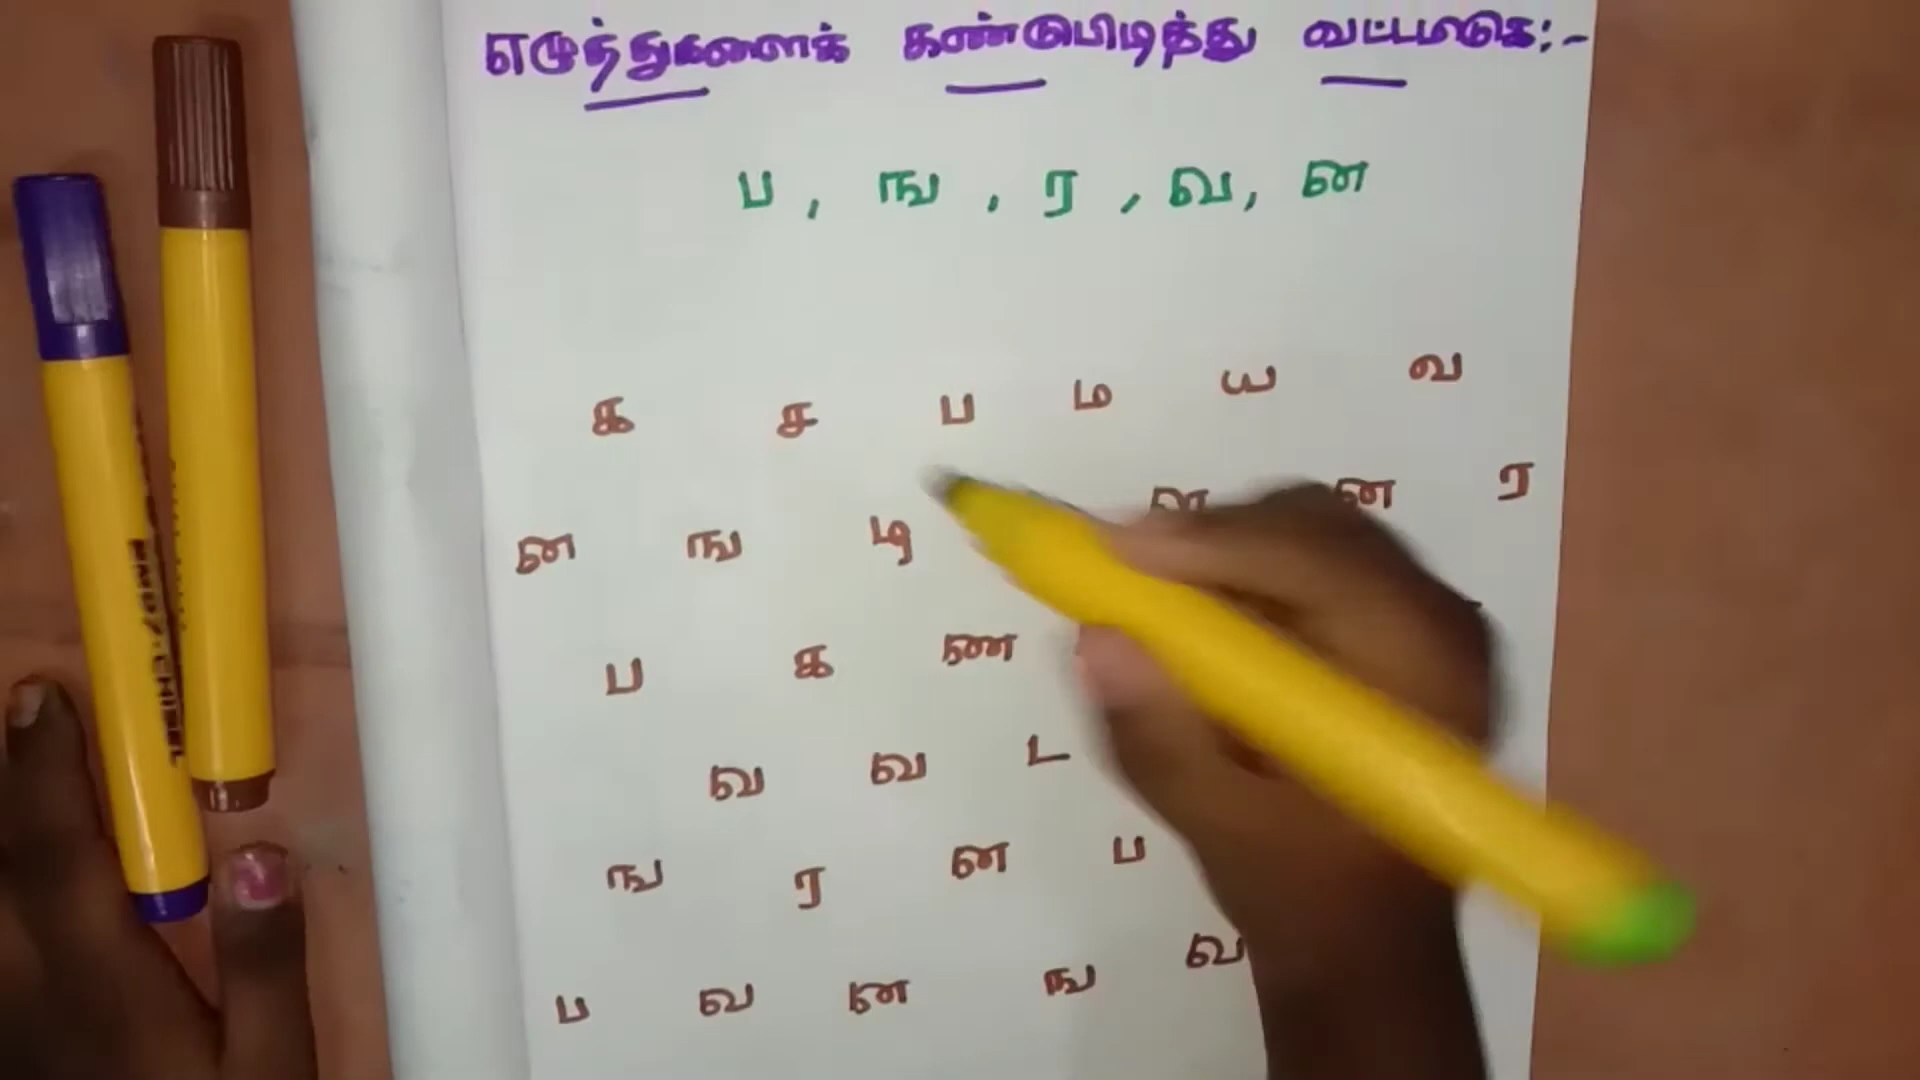 எழுத்துகளைக் கண்டுபிடித்து வட்டமிடுக:-
ப , ங , ர , வ, ன
க ச ப ம ய வ
ன ங டி ன ர
ப க ண
வ வ ட
ங ர ன ப
ப வ ன ங வ